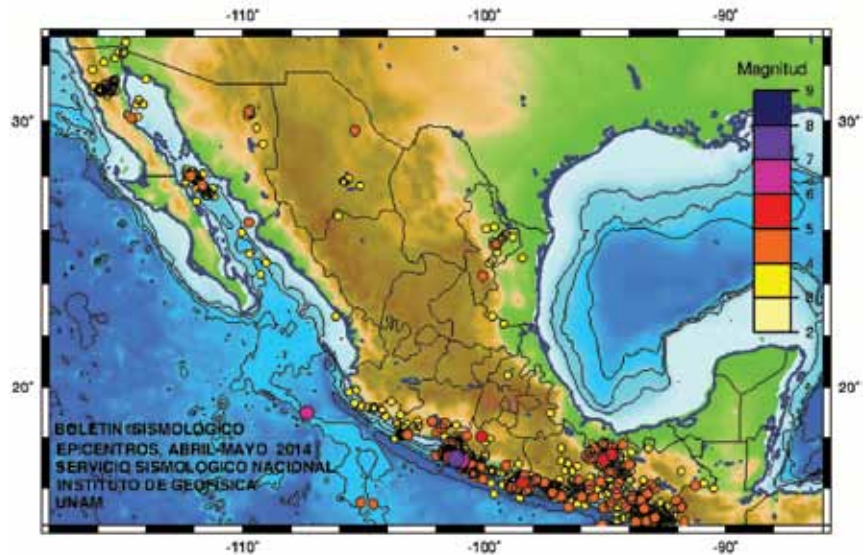 -110° -100° -90°
Magnitud
9
8
7
6
5
4
3
2
30° 30°
20° 20°
BOLETIN SISMOLÓGICO
EPICENTROS, ABRIL-MAYO 2014
SERVICIO SISMOLOGICO NACIONAL
INSTITUTO DE GEOFISICA
UNAM
-110° -100° -90°